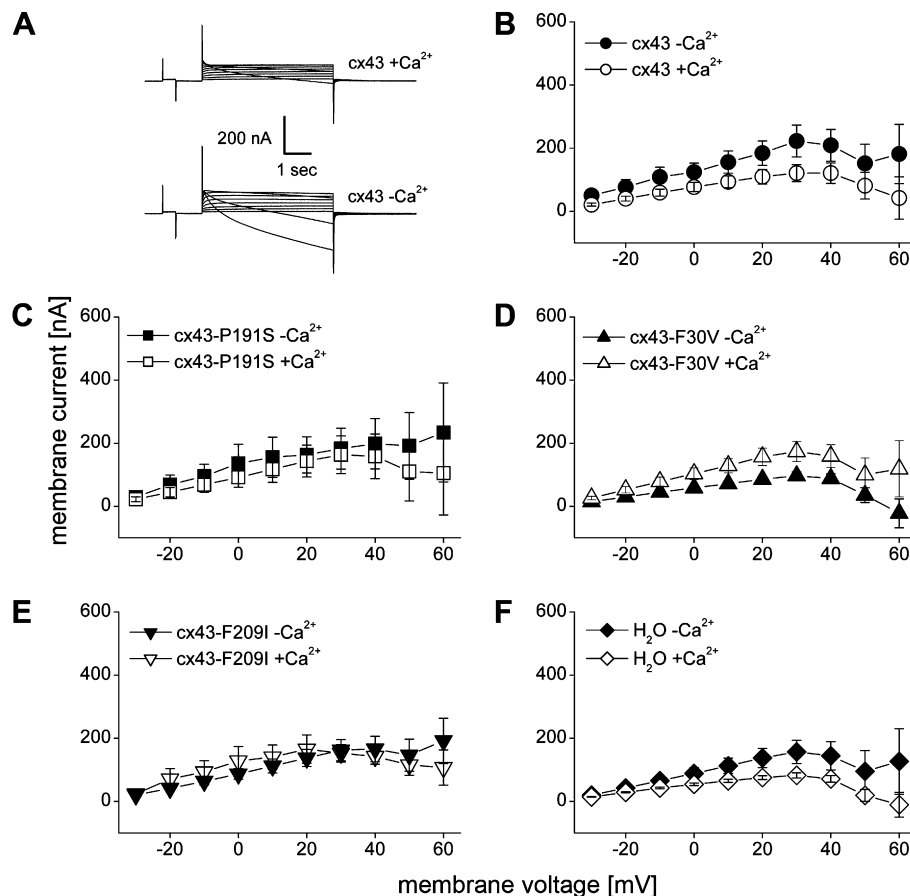 A
cx43 +Ca²⁺
200 nA
1 sec
cx43 -Ca²⁺
B
600
400
200
0
cx43 -Ca²⁺
cx43 +Ca²⁺
-20 0 20 40 60
membrane current [nA]
C
600
400
200
0
cx43-P191S -Ca²⁺
cx43-P191S +Ca²⁺
-20 0 20 40 60
D
600
400
200
0
cx43-F30V -Ca²⁺
cx43-F30V +Ca²⁺
-20 0 20 40 60
E
600
400
200
0
cx43-F209I -Ca²⁺
cx43-F209I +Ca²⁺
-20 0 20 40 60
F
600
400
200
0
H₂O -Ca²⁺
H₂O +Ca²⁺
-20 0 20 40 60
membrane voltage [mV]